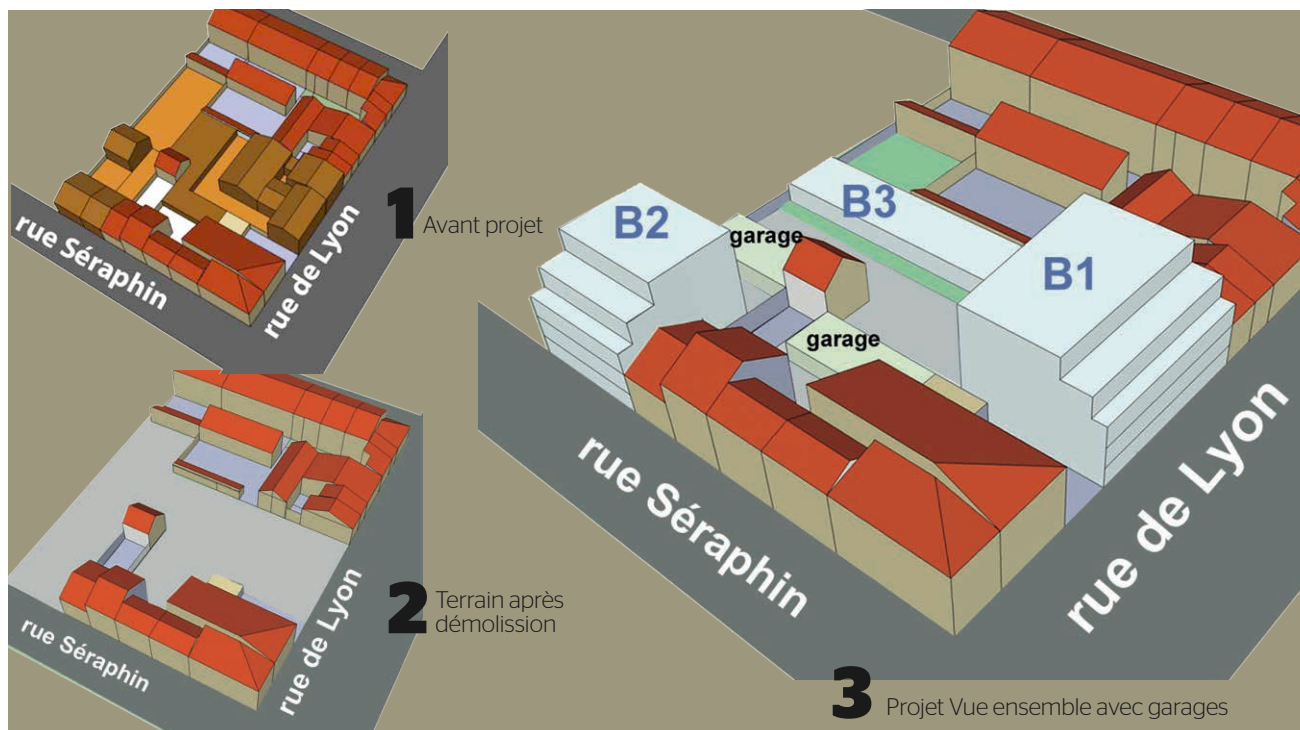 1 Avant projet
rue Séraphin
rue de Lyon
2 Terrain après
démolission
rue Séraphin
rue de Lyon
B2
garage
B3
B1
garage
rue Séraphin
rue de Lyon
3 Projet Vue ensemble avec garages